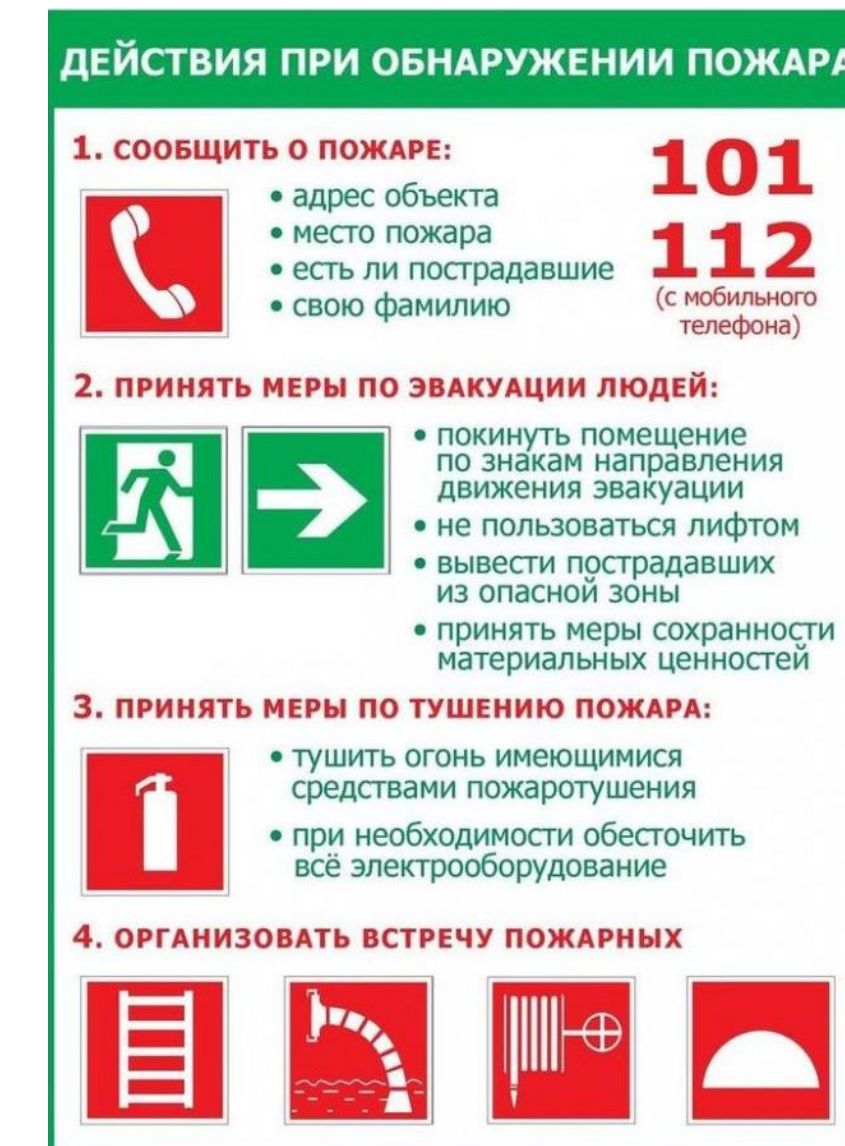 ДЕЙСТВИЯ ПРИ ОБНАРУЖЕНИИ ПОЖАРА
1. СООБЩИТЬ О ПОЖАРЕ:
• адрес объекта
• место пожара
• есть ли пострадавшие
• свою фамилию
101
112
(с мобильного
телефона)
2. ПРИНЯТЬ МЕРЫ ПО ЭВАКУАЦИИ ЛЮДЕЙ:
• покинуть помещение
по знакам направления
движения эвакуации
• не пользоваться лифтом
• вывести пострадавших
из опасной зоны
• принять меры сохранности
материальных ценностей
3. ПРИНЯТЬ МЕРЫ ПО ТУШЕНИЮ ПОЖАРА:
• тушить огонь имеющимися
средствами пожаротушения
• при необходимости обесточить
всё электрооборудование
4. ОРГАНИЗОВАТЬ ВСТРЕЧУ ПОЖАРНЫХ